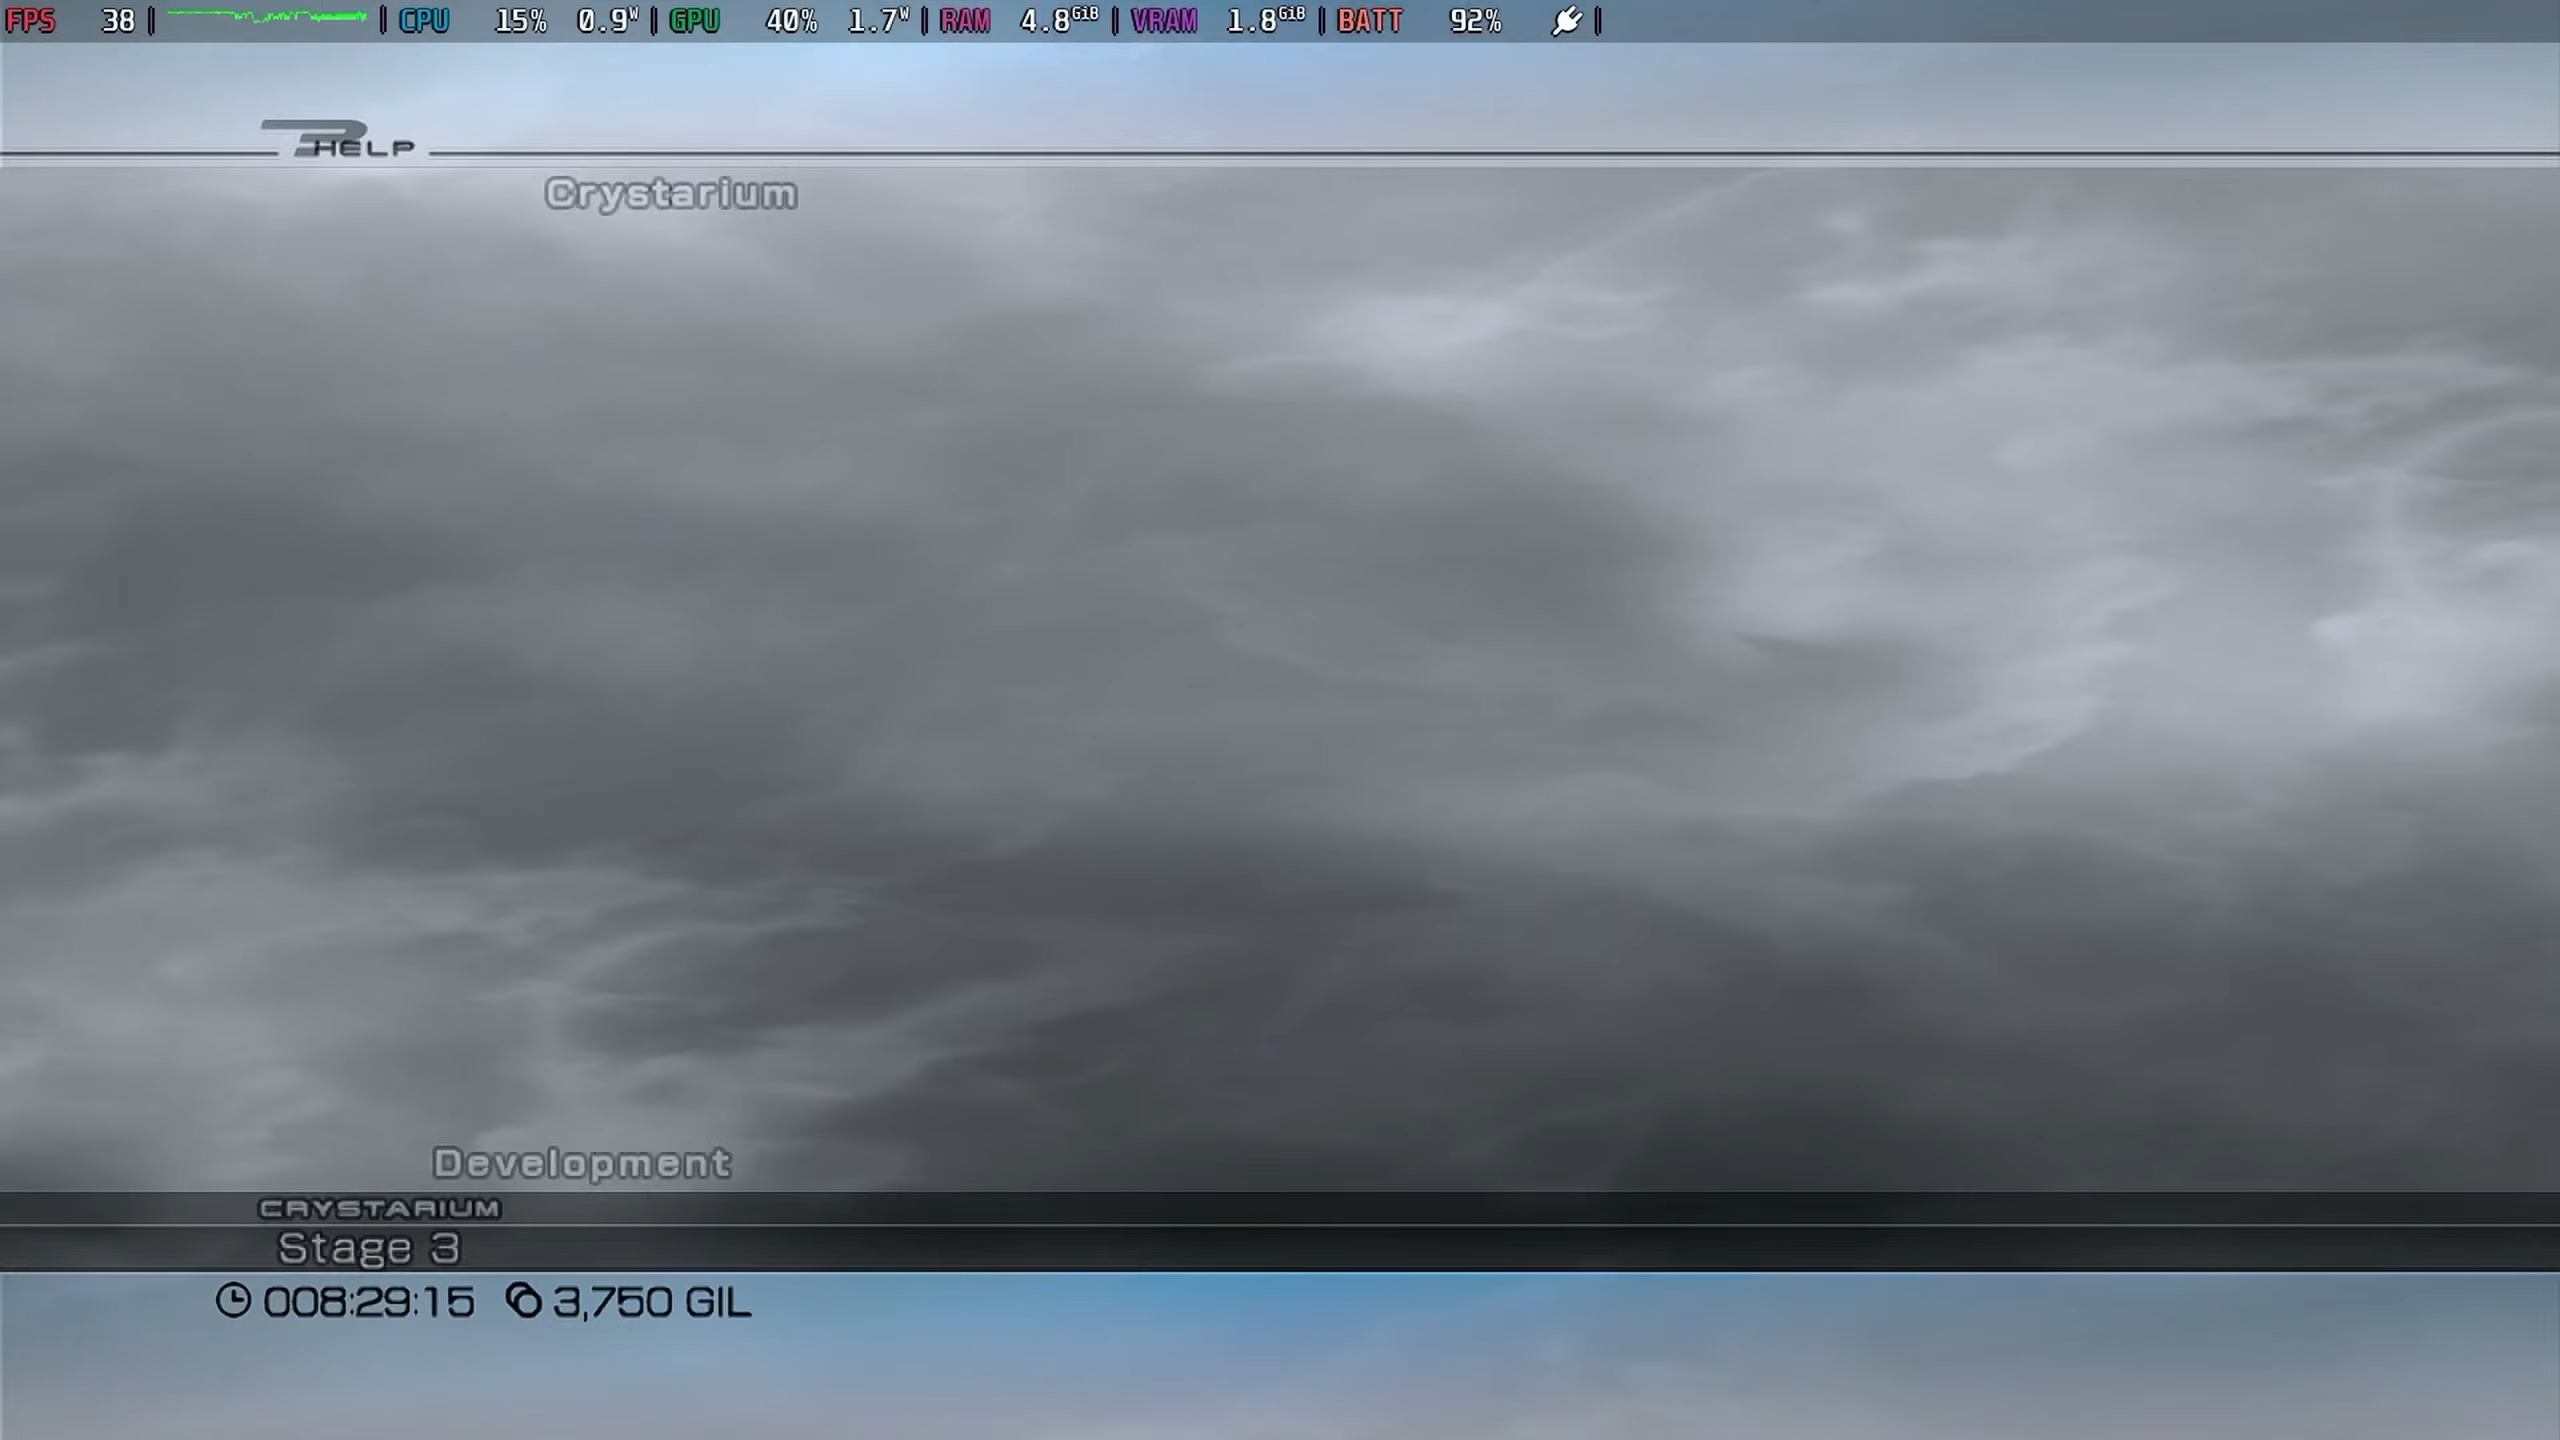 FPS 38 CPU 15% 0.9W GPU 40% 1.7W RAM 4.8GiB VRAM 1.8GiB BATT 92%
HELP
Crystarium
Development
CRYSTARIUM
Stage 3
008:29:15 3,750 GIL